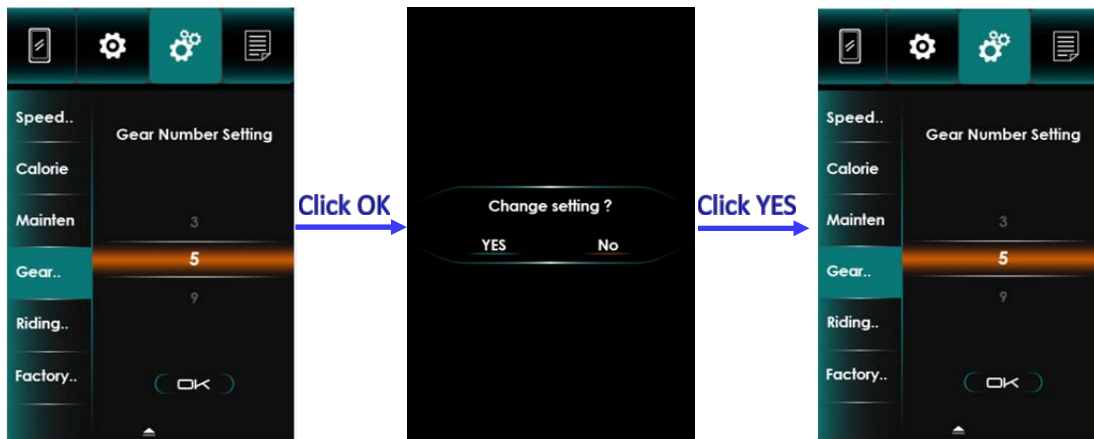 Speed..
Calorie
Mainten
Gear..
Riding..
Factory..
Gear Number Setting
3
5
9
OK
Click OK
Change setting ?
YES No
Click YES
Speed..
Calorie
Mainten
Gear..
Riding..
Factory..
Gear Number Setting
3
5
9
OK